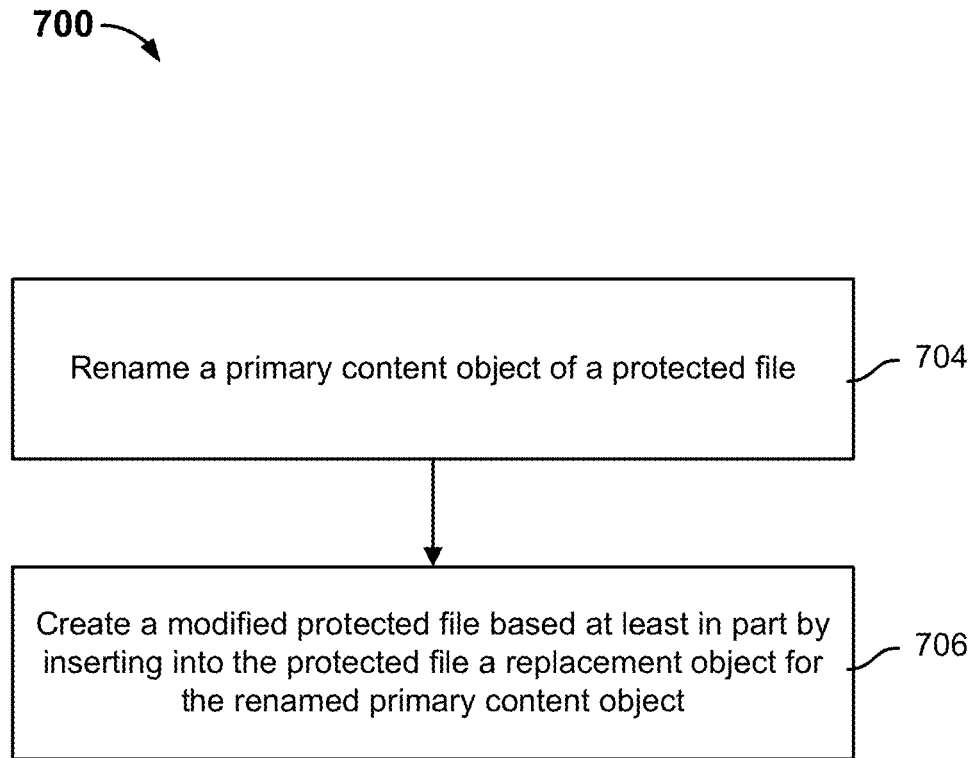 700
Rename a primary content object of a protected file
704
Create a modified protected file based at least in part by
inserting into the protected file a replacement object for
the renamed primary content object
706